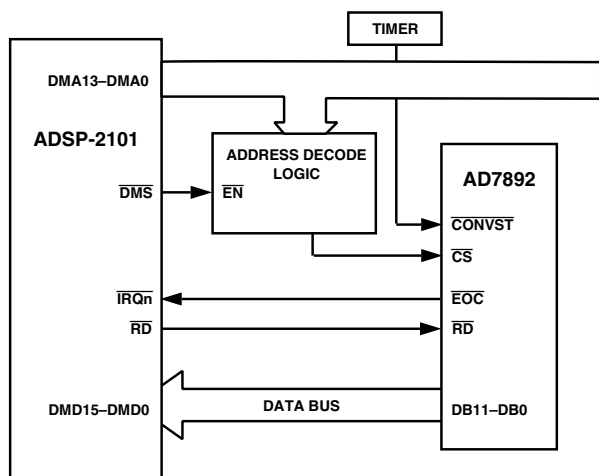 TIMER
DMA13–DMA0
ADSP-2101
ADDRESS DECODE
LOGIC
AD7892
DMS
EN
CONVST
CS
IRQn
EOC
RD
RD
DMD15–DMD0
DATA BUS
DB11–DB0